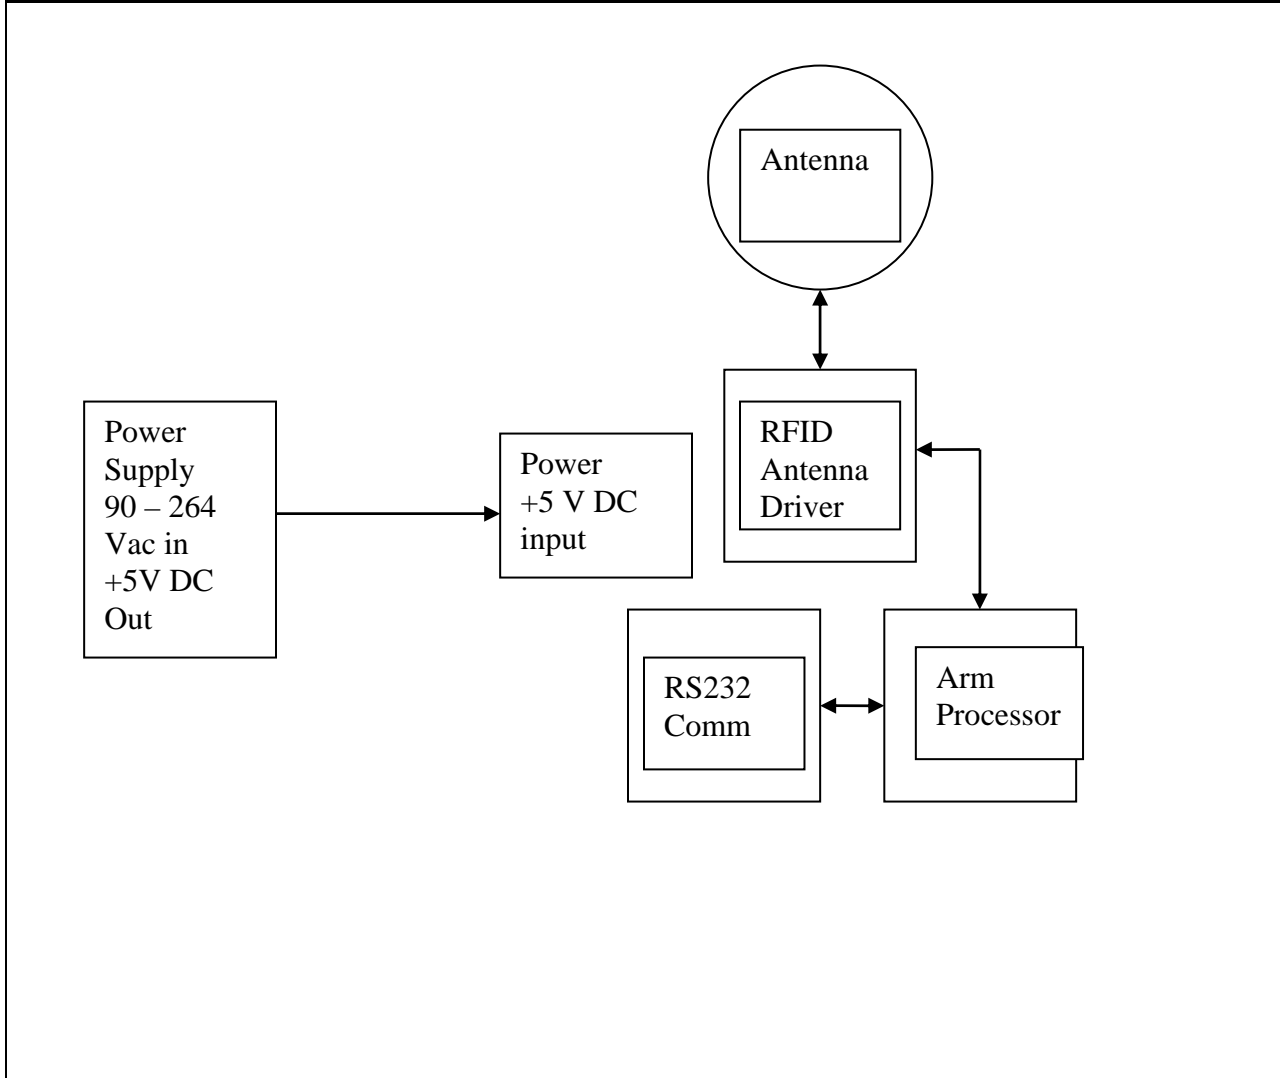 Antenna
Power
Supply
90 – 264
Vac in
+5V DC
Out
Power
+5 V DC
input
RFID
Antenna
Driver
RS232
Comm
Arm
Processor